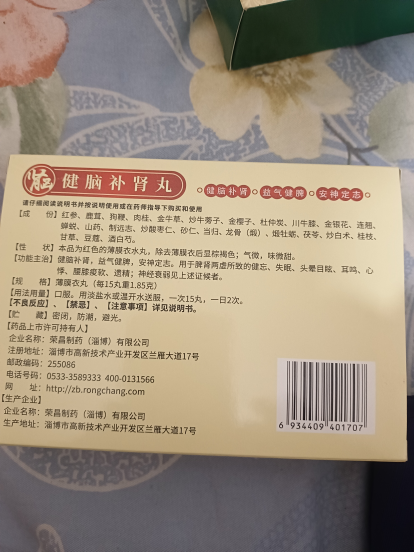 肛 健脑补肾丸 健脑补肾 益气健脾 安神定志
请仔细阅读说明书并按说明使用或在药师指导下购买和使用
【成 份】红参、鹿茸、狗鞭、肉桂、金牛草、炒牛蒡子、金樱子、杜仲炭、川牛膝、金银花、连翘、
蝉蜕、山药、制远志、炒酸枣仁、砂仁、当归、龙骨（煅）、煅牡蛎、茯苓、炒白术、桂枝、
甘草、豆蔻、酒白芍。
【性 状】本品为红色的薄膜衣水丸，除去薄膜衣后显棕褐色；气微，味微甜。
【功能主治】健脑补肾，益气健脾，安神定志。用于脾肾两虚所致的健忘、失眠、头晕目眩、耳鸣、心
悸、腰膝痠软、遗精；神经衰弱见上述证候者。
【规 格】薄膜衣丸（每15丸重1.85克）
【用法用量】口服。用淡盐水或温开水送服，一次15丸，一日2次。
【不良反应】、【禁忌】、【注意事项】详见说明书。
【贮 藏】密闭，防潮，避光。
【药品上市许可持有人】
企业名称：荣昌制药（淄博）有限公司
注册地址：淄博市高新技术产业开发区兰雁大道17号
邮政编码：255086
电话号码：0533-3589333 400-0131566
网 址：http://zb.rongchang.com
【生产企业】
企业名称：荣昌制药（淄博）有限公司
生产地址：淄博市高新技术产业开发区兰雁大道17号
6 934409 401707